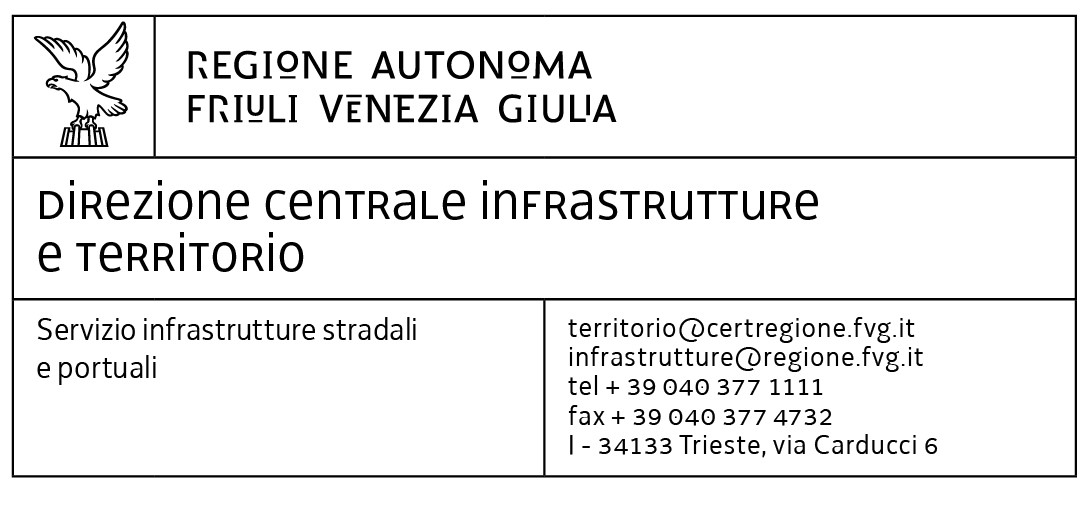 REGIONE AUTONOMA
FRIULI VENEZIA GIULIA
Direzione centrale infrastrutture
e territorio
Servizio infrastrutture stradali
e portuali
territorio@certregione.fvg.it
infrastrutture@regione.fvg.it
tel + 39 040 377 1111
fax + 39 040 377 4732
I - 34133 Trieste, via Carducci 6